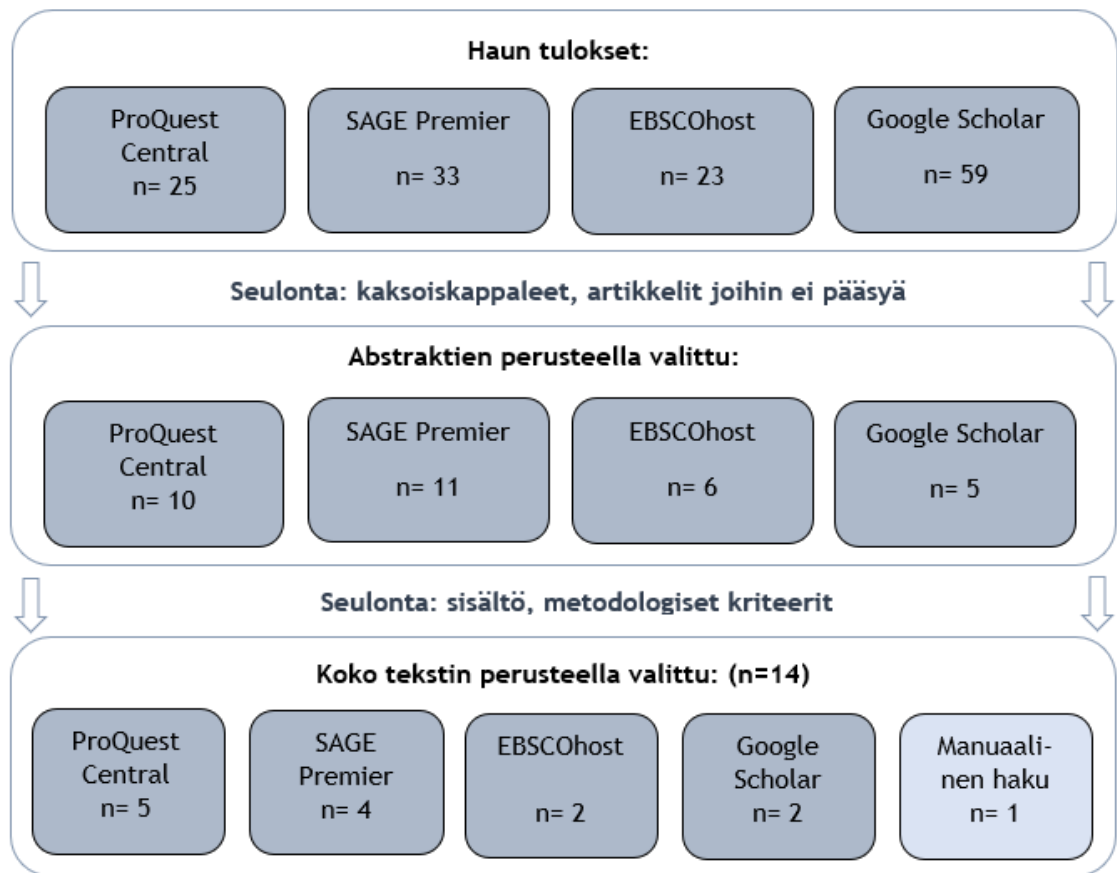 Haun tulokset:
ProQuest
Central
n= 25
SAGE Premier
n= 33
EBSCOhost
n= 23
Google Scholar
n= 59
Seulonta: kaksoiskappaleet, artikkelit joihin ei pääsyä
Abstraktien perusteella valittu:
ProQuest
Central
n= 10
SAGE Premier
n= 11
EBSCOhost
n= 6
Google Scholar
n= 5
Seulonta: sisältö, metodologiset kriteerit
Koko tekstin perusteella valittu: (n=14)
ProQuest
Central
n= 5
SAGE
Premier
n= 4
EBSCOhost
n= 2
Google
Scholar
n= 2
Manuaali-
nen haku
n= 1